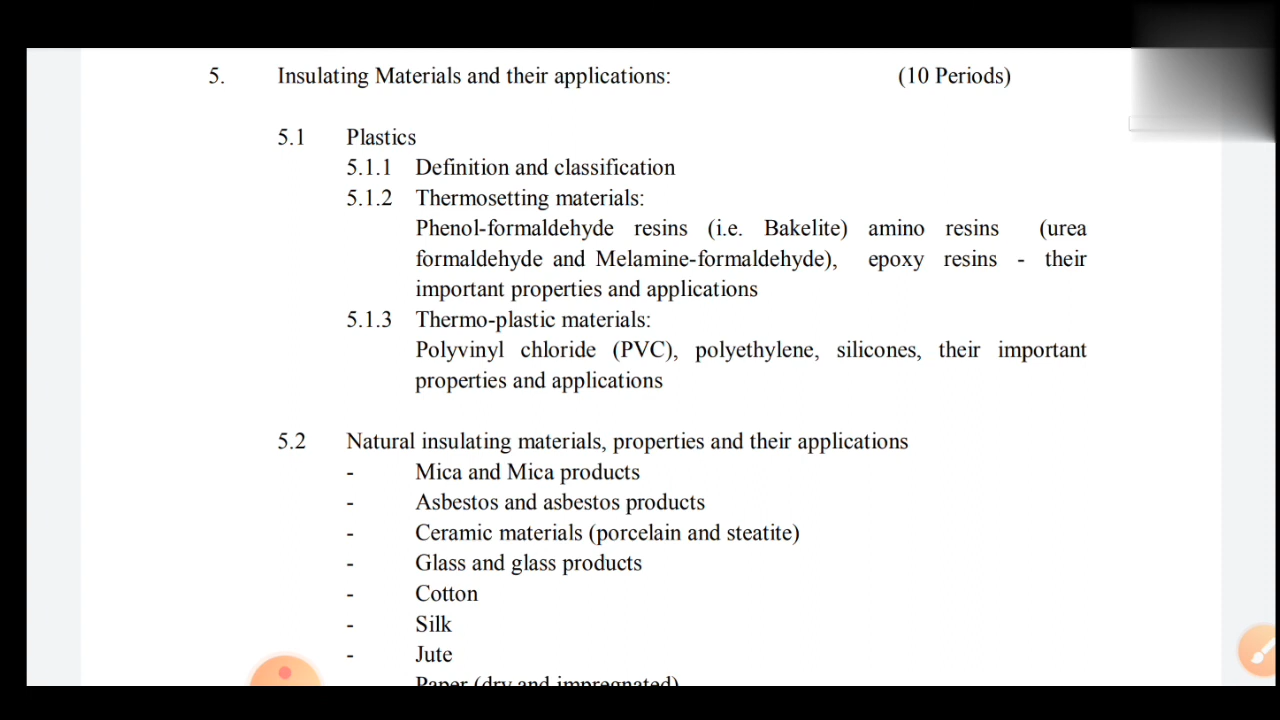 5. Insulating Materials and their applications: (10 Periods)
5.1 Plastics
5.1.1 Definition and classification
5.1.2 Thermosetting materials:
Phenol-formaldehyde resins (i.e. Bakelite) amino resins (urea
formaldehyde and Melamine-formaldehyde), epoxy resins - their
important properties and applications
5.1.3 Thermo-plastic materials:
Polyvinyl chloride (PVC), polyethylene, silicones, their important
properties and applications
5.2 Natural insulating materials, properties and their applications
- Mica and Mica products
- Asbestos and asbestos products
- Ceramic materials (porcelain and steatite)
- Glass and glass products
- Cotton
- Silk
- Jute
Paper (dry and impregnated)